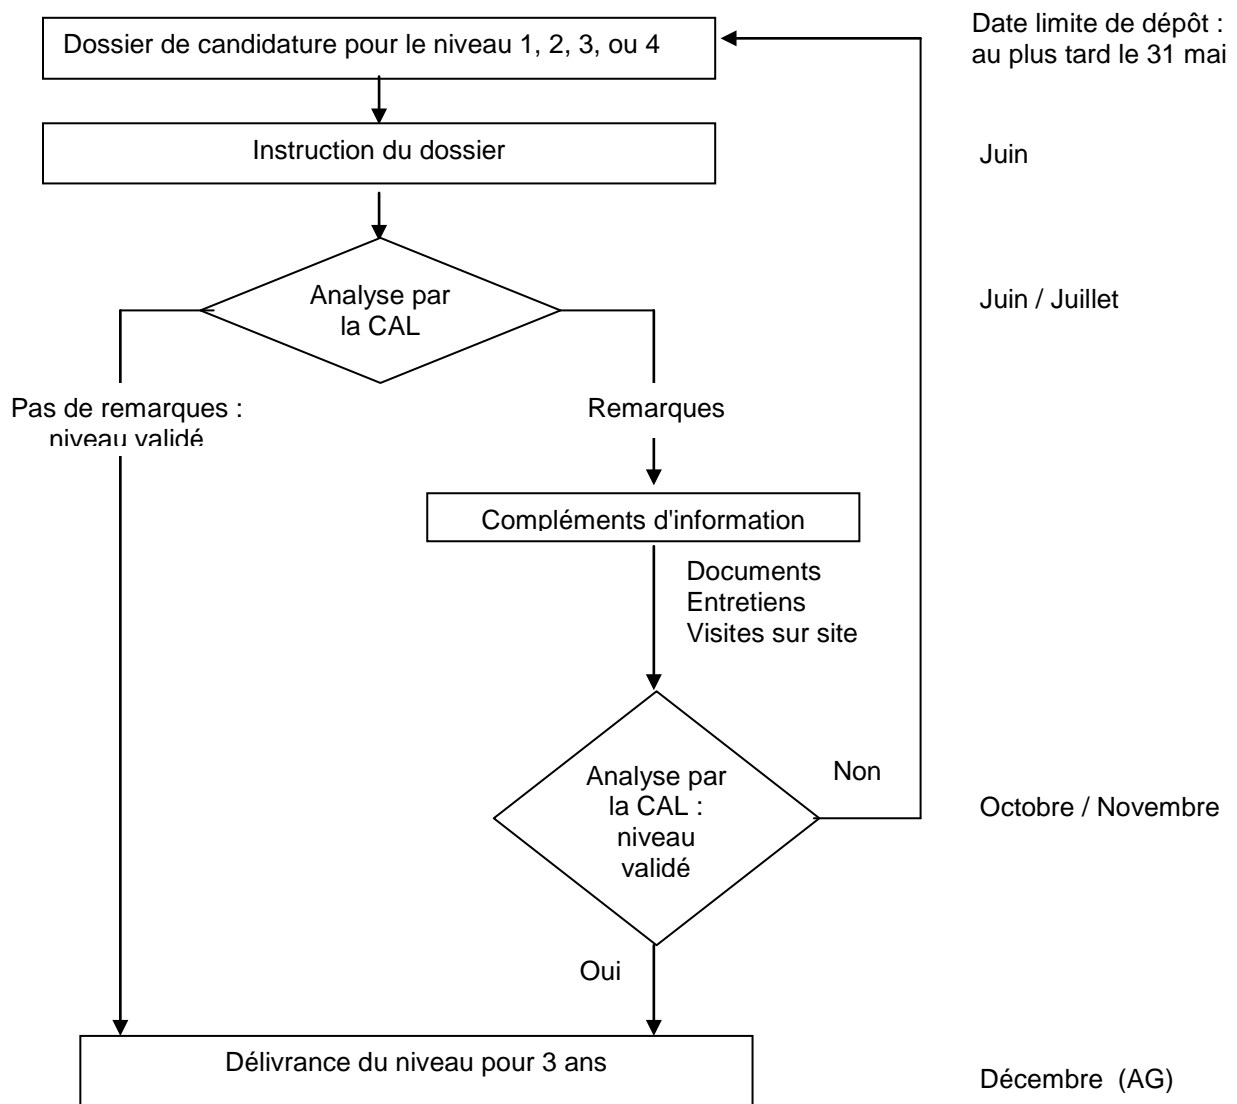 Dossier de candidature pour le niveau 1, 2, 3, ou 4
Date limite de dépôt :
au plus tard le 31 mai
Instruction du dossier
Juin
Analyse par
la CAL
Juin / Juillet
Pas de remarques :
niveau validé
Remarques
Compléments d'information
Documents
Entretiens
Visites sur site
Analyse par
la CAL :
niveau
validé
Non
Octobre / Novembre
Oui
Délivrance du niveau pour 3 ans
Décembre (AG)